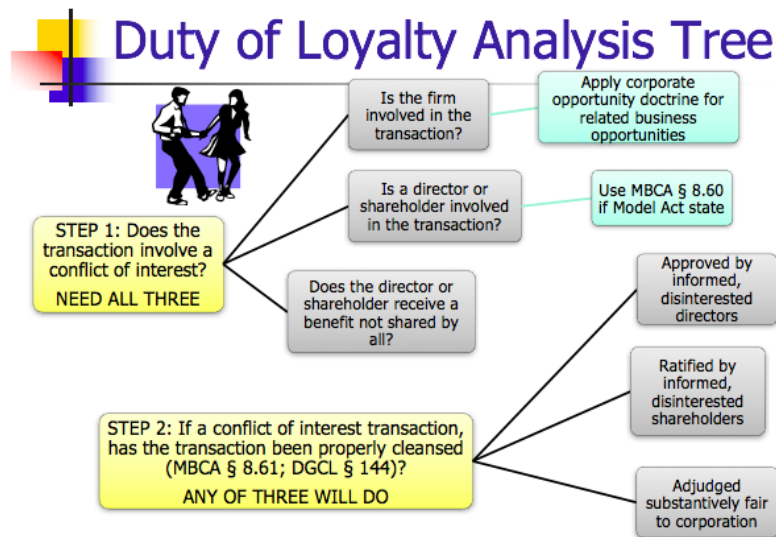 Duty of Loyalty Analysis Tree
Is the firm
involved in the
transaction?
Apply corporate
opportunity doctrine for
related business
opportunities
Is a director or
shareholder involved
in the transaction?
Use MBCA § 8.60
if Model Act state
STEP 1: Does the
transaction involve a
conflict of interest?
NEED ALL THREE
Does the director or
shareholder receive a
benefit not shared by
all?
Approved by
informed,
disinterested
directors
Ratified by
informed,
disinterested
shareholders
STEP 2: If a conflict of interest transaction,
has the transaction been properly cleansed
(MBCA § 8.61; DGCL § 144)?
ANY OF THREE WILL DO
Adjudged
substantively fair
to corporation